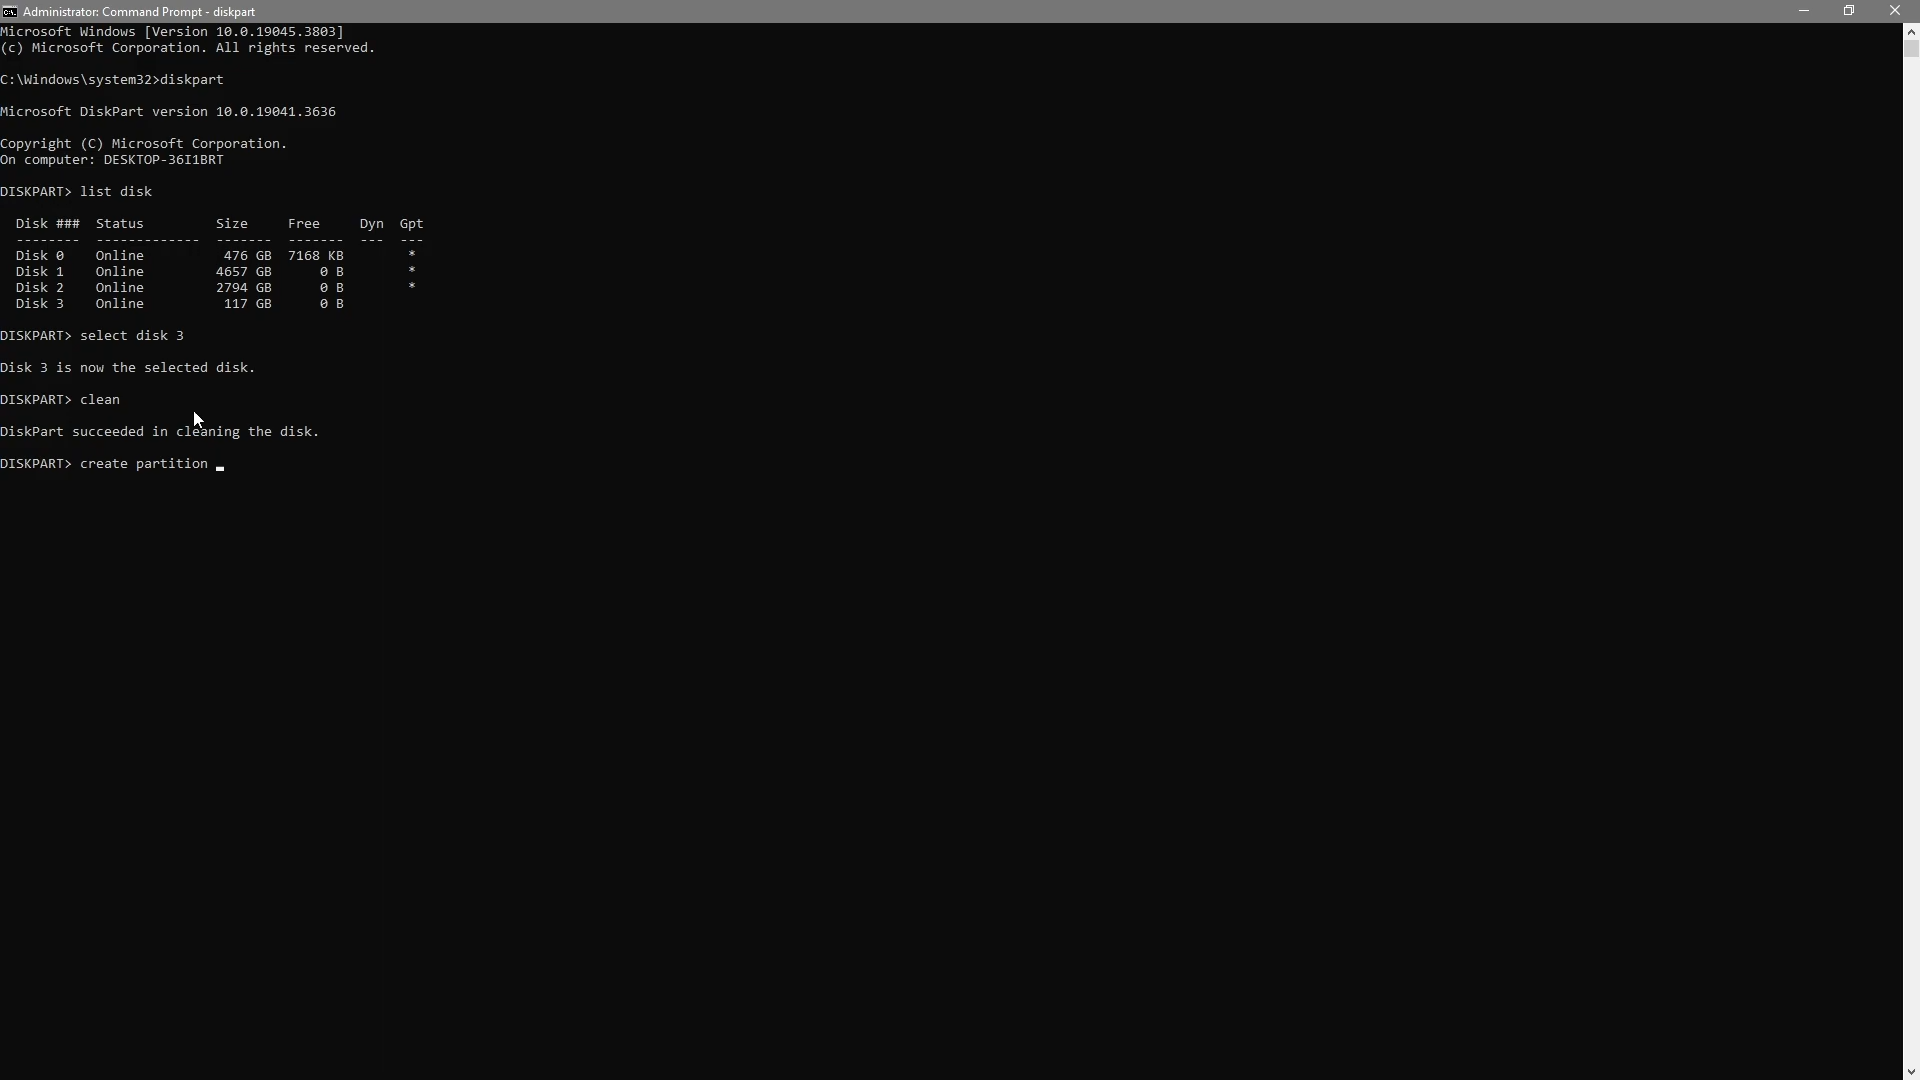 Administrator: Command Prompt - diskpart
Microsoft Windows [Version 10.0.19045.3803]
(c) Microsoft Corporation. All rights reserved.
C:\Windows\system32>diskpart
Microsoft DiskPart version 10.0.19041.3636
Copyright (C) Microsoft Corporation.
On computer: DESKTOP-36I1BRT
DISKPART> list disk
  Disk ###  Status         Size     Free     Dyn  Gpt
  --------  -------------  -------  -------  ---  ---
  Disk 0    Online          476 GB  7168 KB        *
  Disk 1    Online         4657 GB      0 B        *
  Disk 2    Online         2794 GB      0 B        *
  Disk 3    Online          117 GB      0 B
DISKPART> select disk 3
Disk 3 is now the selected disk.
DISKPART> clean
DiskPart succeeded in cleaning the disk.
DISKPART> create partition _